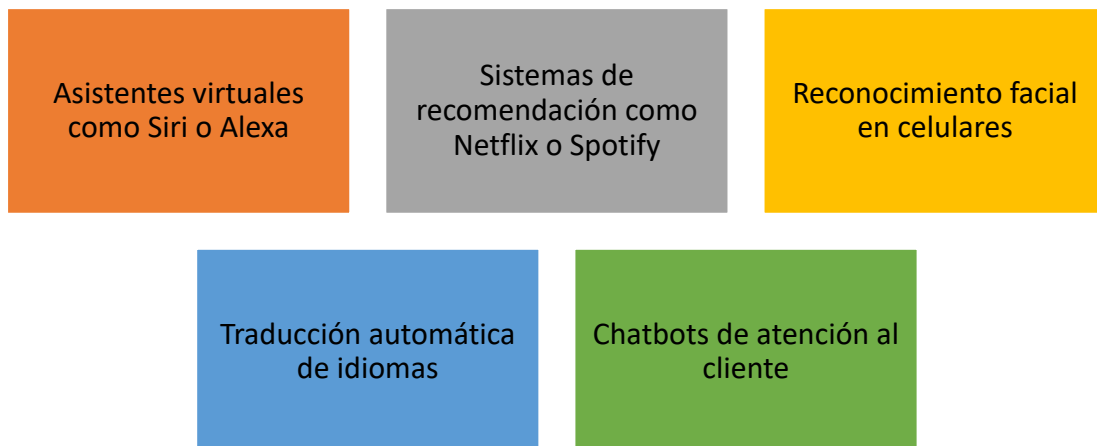 Asistentes virtuales
como Siri o Alexa
Sistemas de
recomendación como
Netflix o Spotify
Reconocimiento facial
en celulares
Traducción automática
de idiomas
Chatbots de atención al
cliente